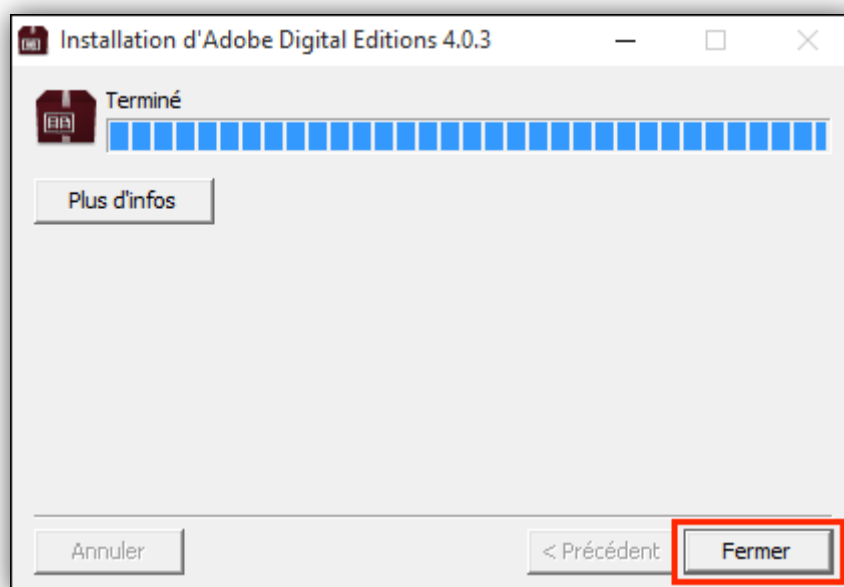 Installation d'Adobe Digital Editions 4.0.3
Terminé
Plus d'infos
Annuler
< Précédent
Fermer